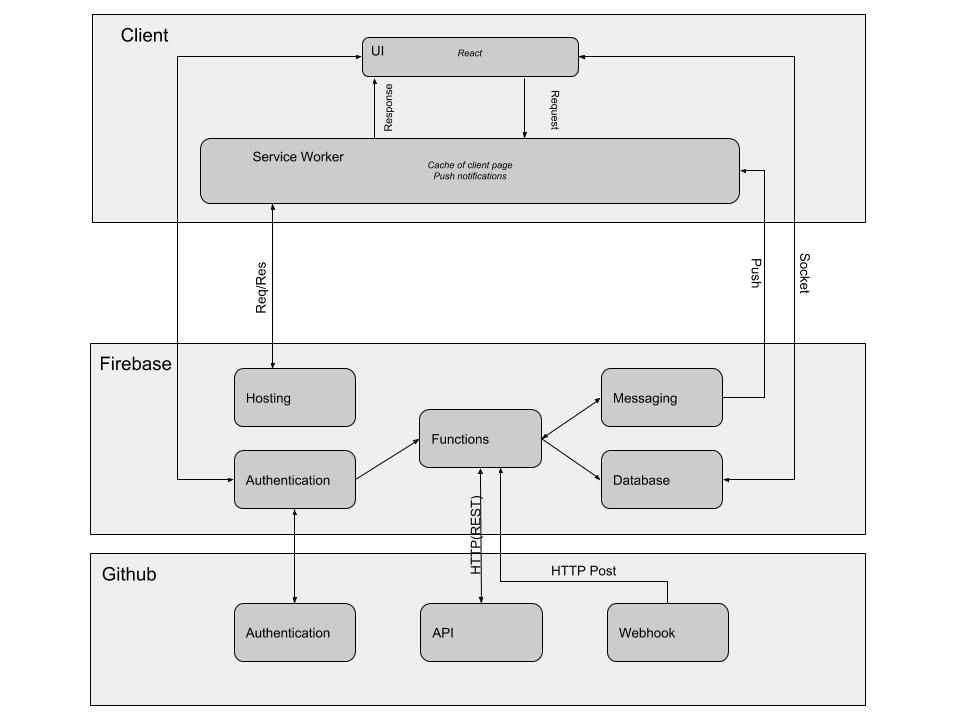 Client
UI
React
Response
Request
Service Worker
Cache of client page
Push notifications
Req/Res
Push
Socket
Firebase
Hosting
Messaging
Functions
Authentication
Database
HTTP(REST)
Github
HTTP Post
Authentication
API
Webhook